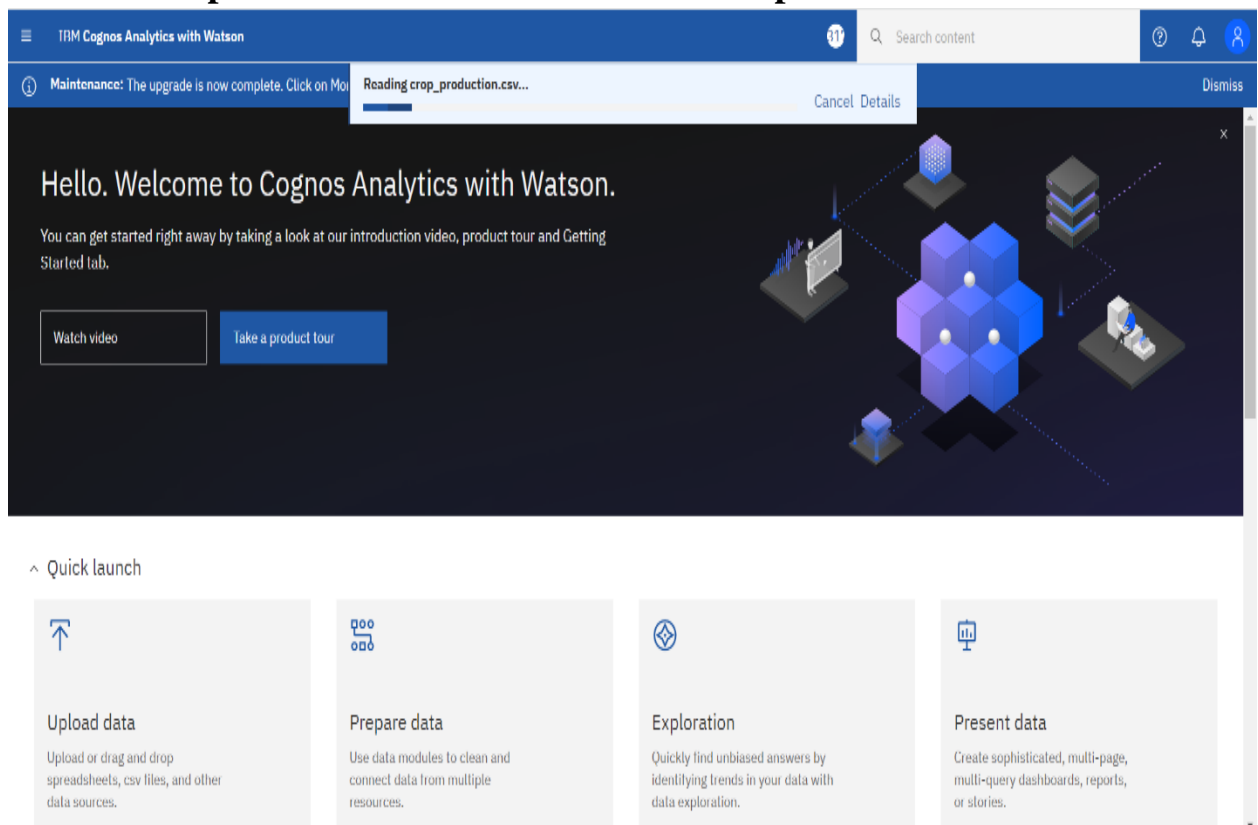 IBM Cognos Analytics with Watson
Search content
Maintenance: The upgrade is now complete. Click on Mo
Reading crop_production.csv...
Cancel Details
Dismiss
Hello. Welcome to Cognos Analytics with Watson.
You can get started right away by taking a look at our introduction video, product tour and Getting
Started tab.
Watch video
Take a product tour
Quick launch
Upload data
Upload or drag and drop
spreadsheets, csv files, and other
data sources.
Prepare data
Use data modules to clean and
connect data from multiple
resources.
Exploration
Quickly find unbiased answers by
identifying trends in your data with
data exploration.
Present data
Create sophisticated, multi-page,
multi-query dashboards, reports,
or stories.